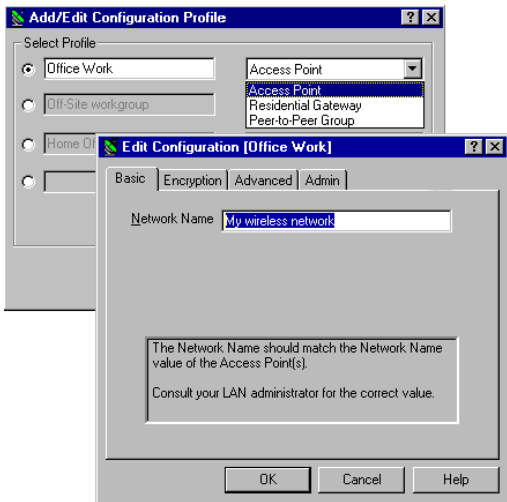 Add/Edit Configuration Profile
Select Profile
Office Work
Access Point
Access Point
Residential Gateway
Peer-to-Peer Group
Off-Site workgroup
Home Of
Edit Configuration [Office Work]
Basic
Encryption
Advanced
Admin
Network Name
My wireless network
The Network Name should match the Network Name
value of the Access Point(s).
Consult your LAN administrator for the correct value.
OK
Cancel
Help